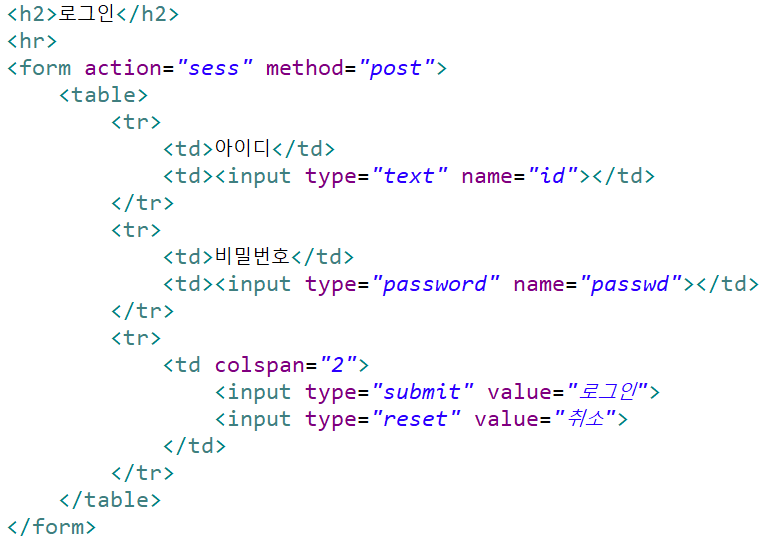 <h2>로그인</h2>
<hr>
<form action="sess" method="post">
    <table>
        <tr>
            <td>아이디</td>
            <td><input type="text" name="id"></td>
        </tr>
        <tr>
            <td>비밀번호</td>
            <td><input type="password" name="passwd"></td>
        </tr>
        <tr>
            <td colspan="2">
                <input type="submit" value="로그인">
                <input type="reset" value="취소">
            </td>
        </tr>
    </table>
</form>